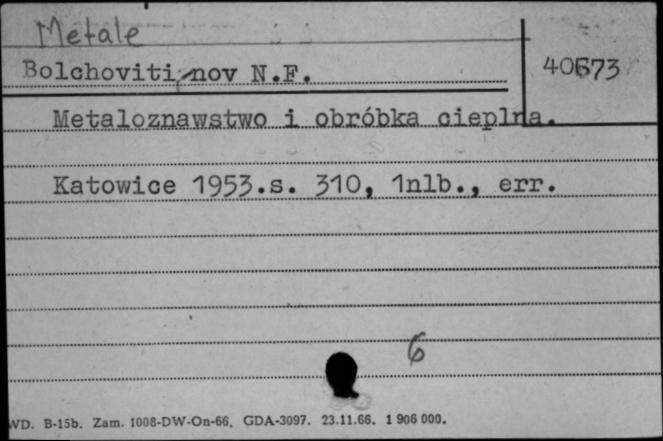 Metale
Bolchovitinov N.F.
40673
Metaloznawstwo i obróbka cieplna.
Katowice 1953.s. 310, 1nlb., err.
6
WD. B-15b. Zam. 1008-DW-On-66. GDA-3097. 23.11.66. 1 906 000.